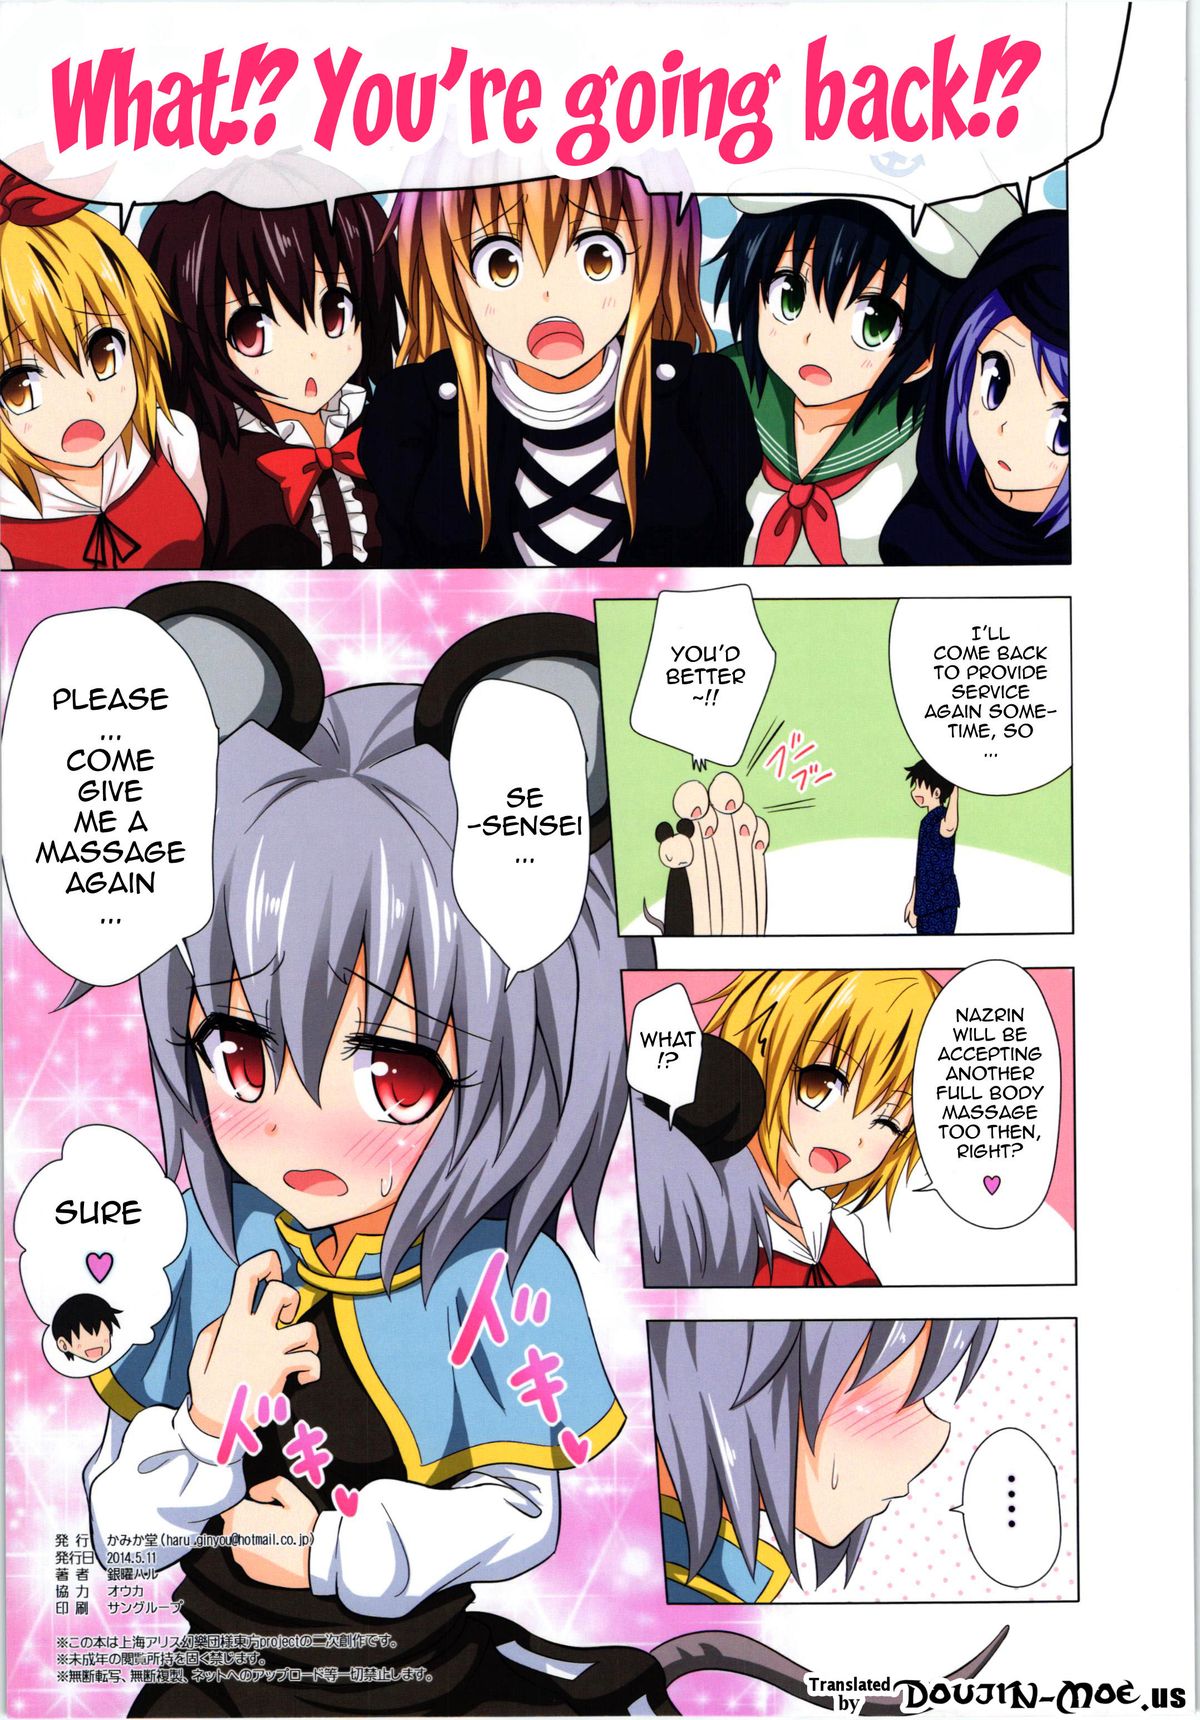 What!? You're going back!?
I'LL
COME BACK
TO PROVIDE
SERVICE
AGAIN SOME-
TIME, SO
...
YOU'D
BETTER
~!!
ブン
ブン
NAZRIN
WILL BE
ACCEPTING
ANOTHER
FULL BODY
MASSAGE
TOO THEN,
RIGHT?
♥
WHAT
!?
....
SE
-SENSEI
...
PLEASE
...
COME
GIVE
ME A
MASSAGE
AGAIN
...
SURE
♥
ドキ♥
ドキ♥
発行 かみか堂(haru.ginyou@hotmail.co.jp)
発行日 2014.5.11
著者 銀曜ハル
協力 オウカ
印刷 サングループ
※この本は上海アリス幻樂団様東方projectの二次創作です。
※未成年の閲覧所持を固く禁じます。
※無断転写、無断複製、ネットへのアップロード等一切禁止します。
Translated
by DOUJIN-MOE.us